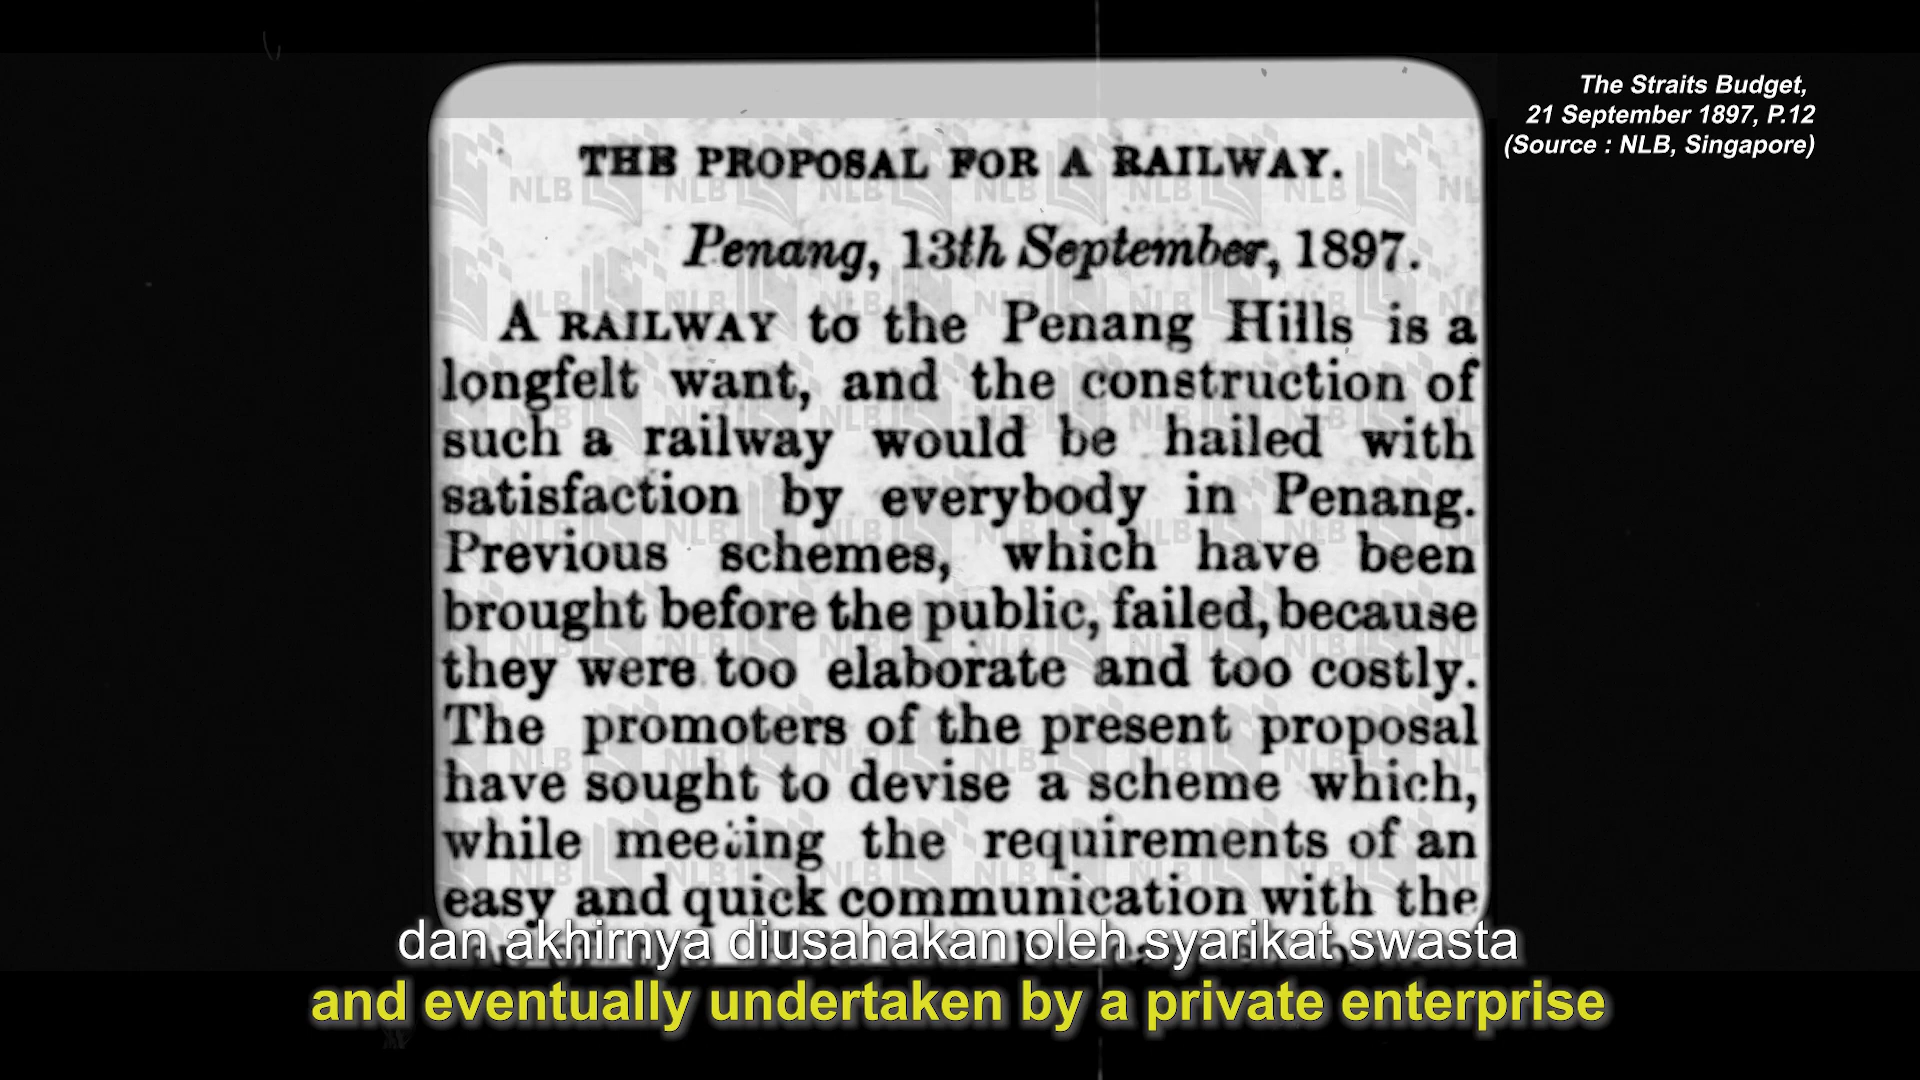 The Straits Budget,
21 September 1897, P.12
(Source : NLB, Singapore)
THE PROPOSAL FOR A RAILWAY.
Penang, 13th September, 1897.
A RAILWAY to the Penang Hills is a
longfelt want, and the construction of
such a railway would be hailed with
satisfaction by everybody in Penang.
Previous schemes, which have been
brought before the public, failed, because
they were too elaborate and too costly.
The promoters of the present proposal
have sought to devise a scheme which,
while meeting the requirements of an
easy and quick communication with the
dan akhirnya diusahakan oleh syarikat swasta
and eventually undertaken by a private enterprise